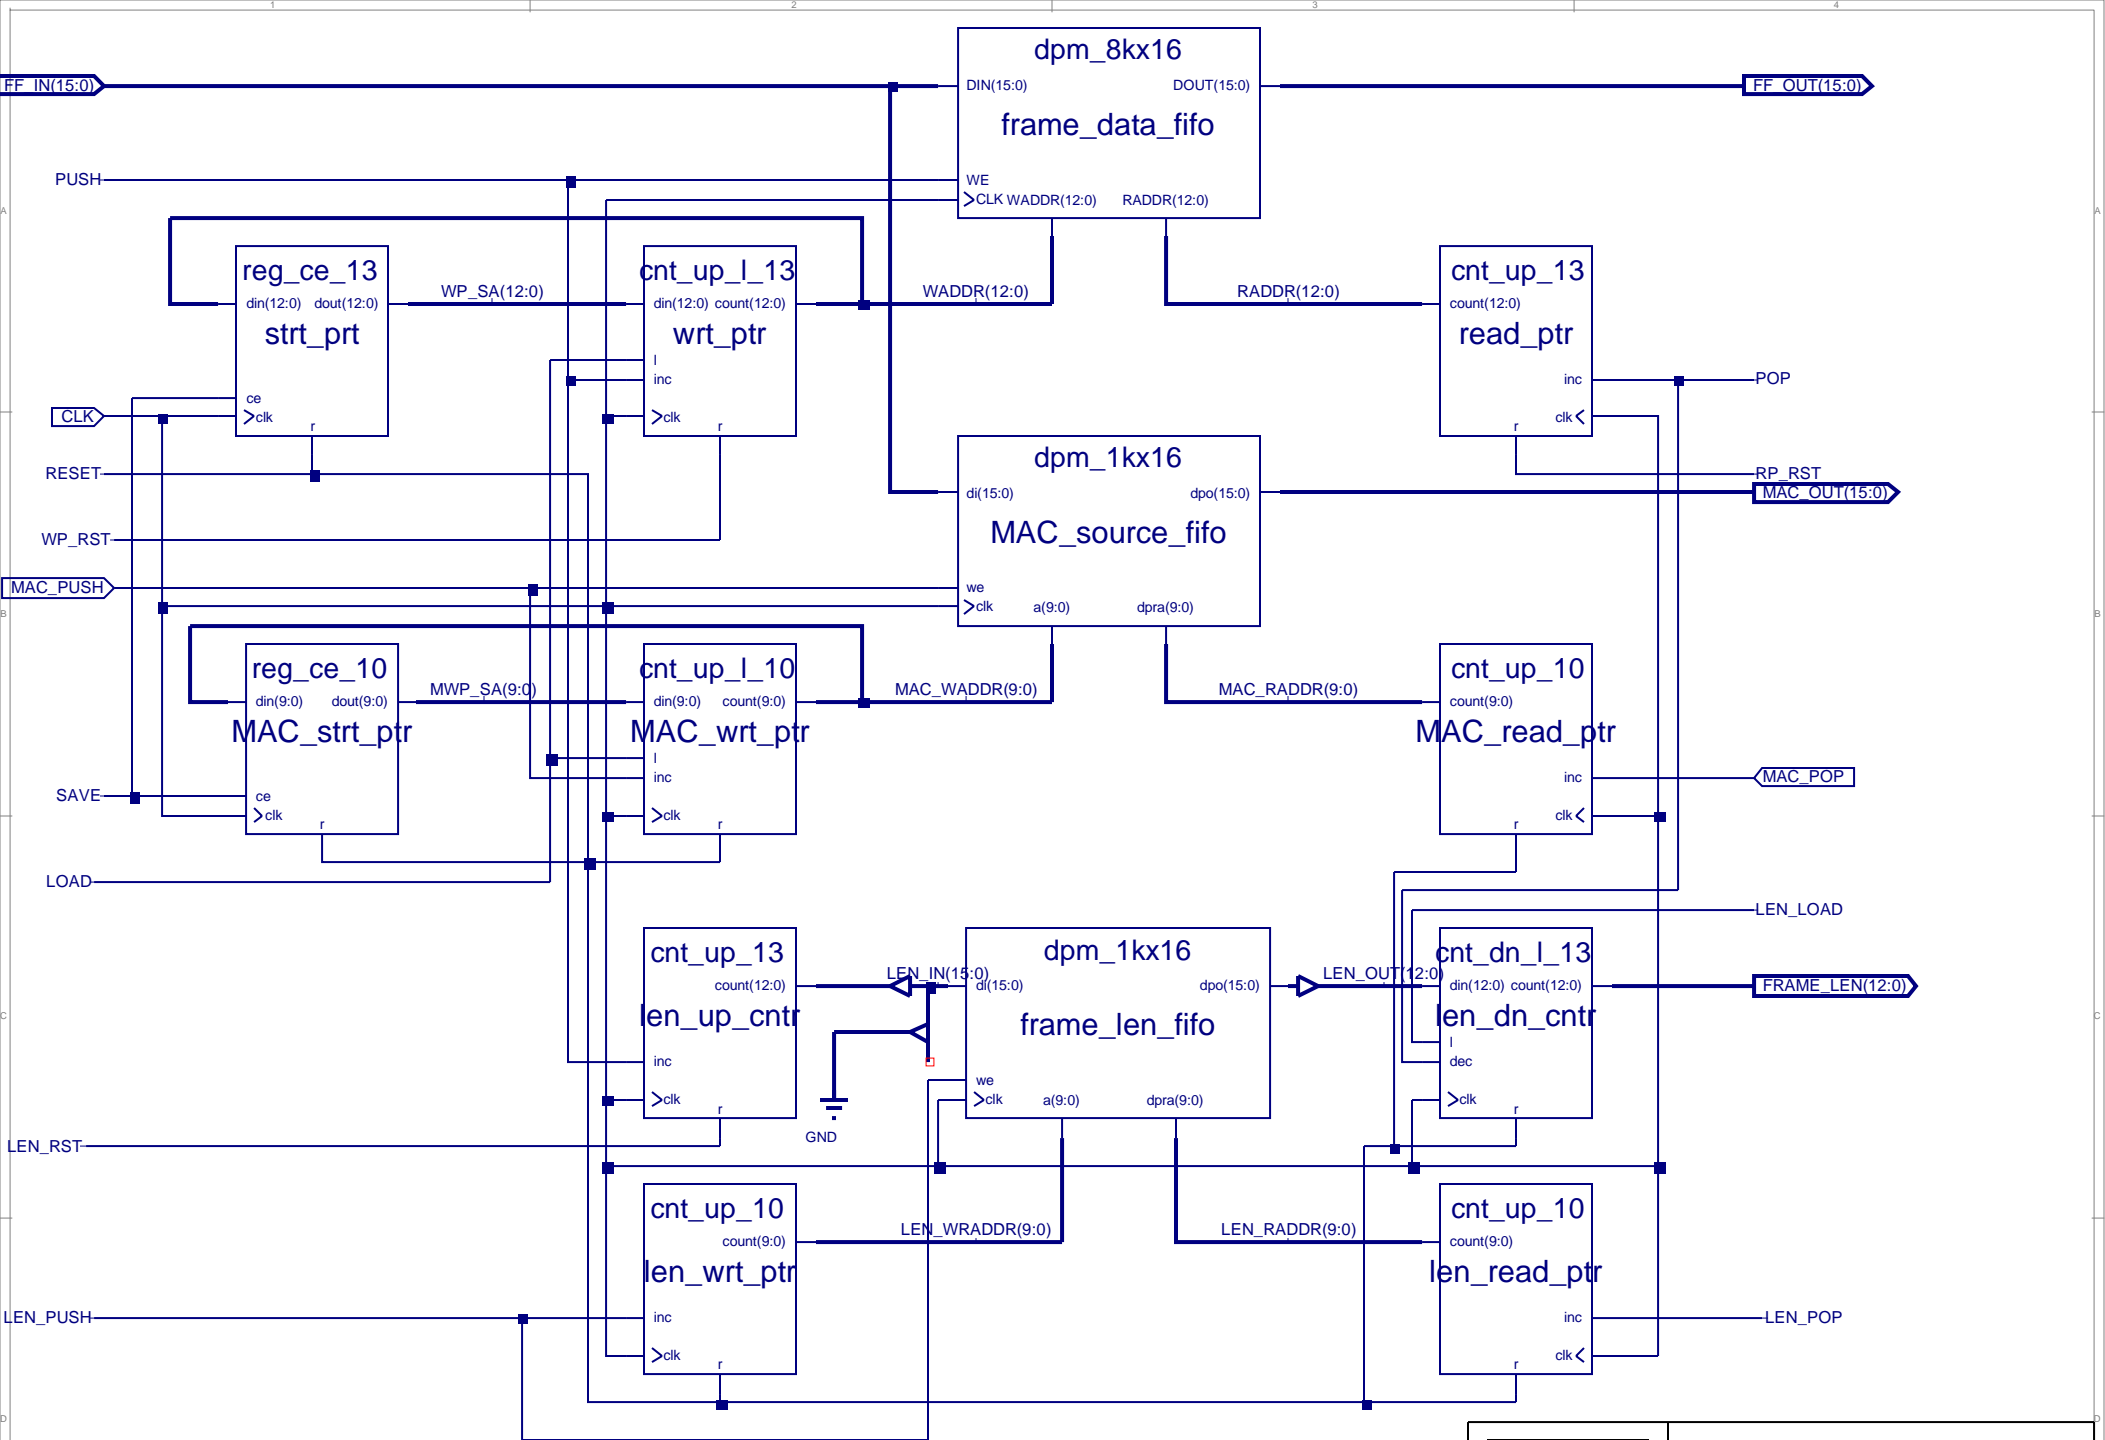 1 2 3 4
dpm_8kx16
FF_IN(15:0) DIN(15:0) DOUT(15:0) FF_OUT(15:0)
frame_data_fifo
PUSH WE
CLK WADDR(12:0) RADDR(12:0)
A A
reg_ce_13 cnt_up_l_13 cnt_up_13
WP_SA(12:0) WADDR(12:0) RADDR(12:0)
din(12:0) dout(12:0) din(12:0) count(12:0) count(12:0)
strt_prt wrt_ptr read_ptr
l
inc inc POP
ce
CLK clk clk clk
r r r
dpm_1kx16
RESET RP_RST
di(15:0) dpo(15:0) MAC_OUT(15:0)
MAC_source_fifo
WP_RST
MAC_PUSH we
clk a(9:0) dpra(9:0)
B B
reg_ce_10 cnt_up_l_10 cnt_up_10
MWP_SA(9:0) MAC_WADDR(9:0) MAC_RADDR(9:0)
din(9:0) dout(9:0) din(9:0) count(9:0) count(9:0)
MAC_strt_ptr MAC_wrt_ptr MAC_read_ptr
l
inc inc MAC_POP
SAVE ce
clk clk clk
r r r
LOAD
LEN_LOAD
cnt_up_13 dpm_1kx16 cnt_dn_l_13
LEN_IN(15:0) LEN_OUT(12:0)
count(12:0) di(15:0) dpo(15:0) din(12:0) count(12:0) FRAME_LEN(12:0)
len_up_cntr frame_len_fifo len_dn_cntr
C C
l
inc dec
we
clk clk a(9:0) dpra(9:0) clk
r r
GND
LEN_RST
cnt_up_10 cnt_up_10
LEN_WRADDR(9:0) LEN_RADDR(9:0)
count(9:0) count(9:0)
len_wrt_ptr len_read_ptr
LEN_PUSH inc inc LEN_POP
clk clk
r r
D D